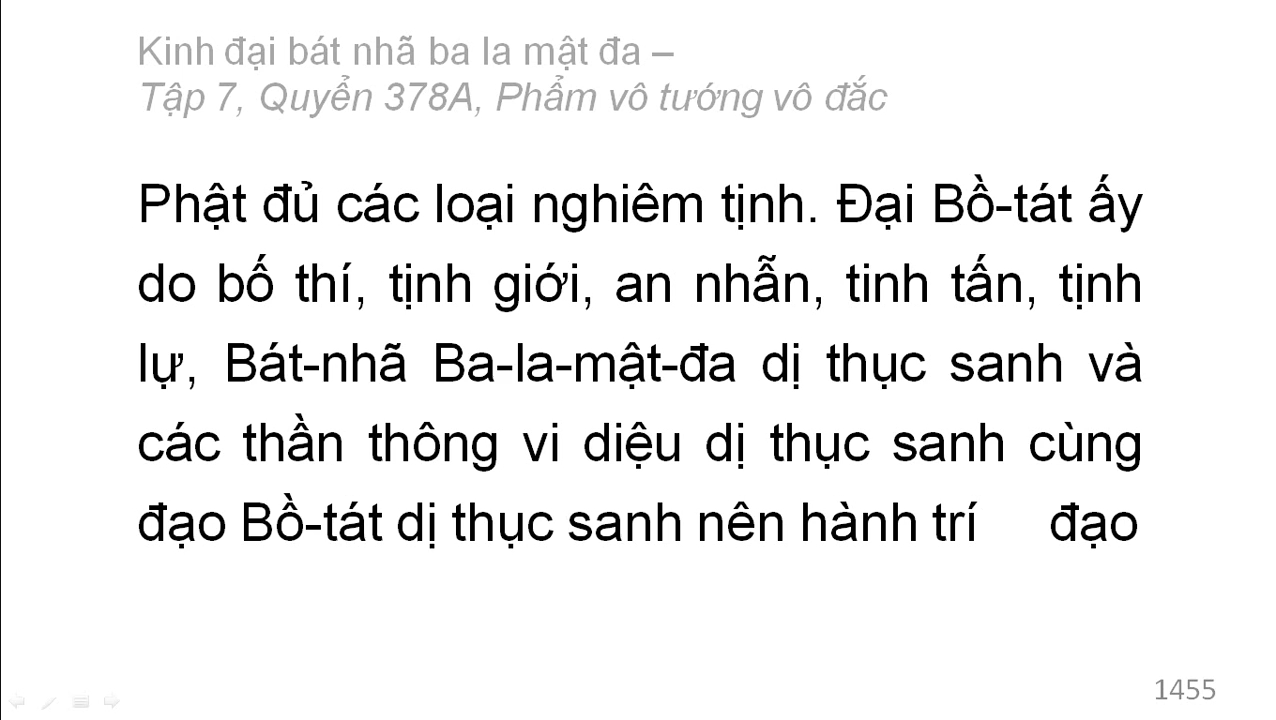 Kinh đại bát nhã ba la mật đa –
Tập 7, Quyển 378A, Phẩm vô tướng vô đắc
Phật đủ các loại nghiêm tịnh. Đại Bồ-tát ấy
do bố thí, tịnh giới, an nhẫn, tinh tấn, tịnh
lự, Bát-nhã Ba-la-mật-đa dị thục sanh và
các thần thông vi diệu dị thục sanh cùng
đạo Bồ-tát dị thục sanh nên hành trí đạo
1455